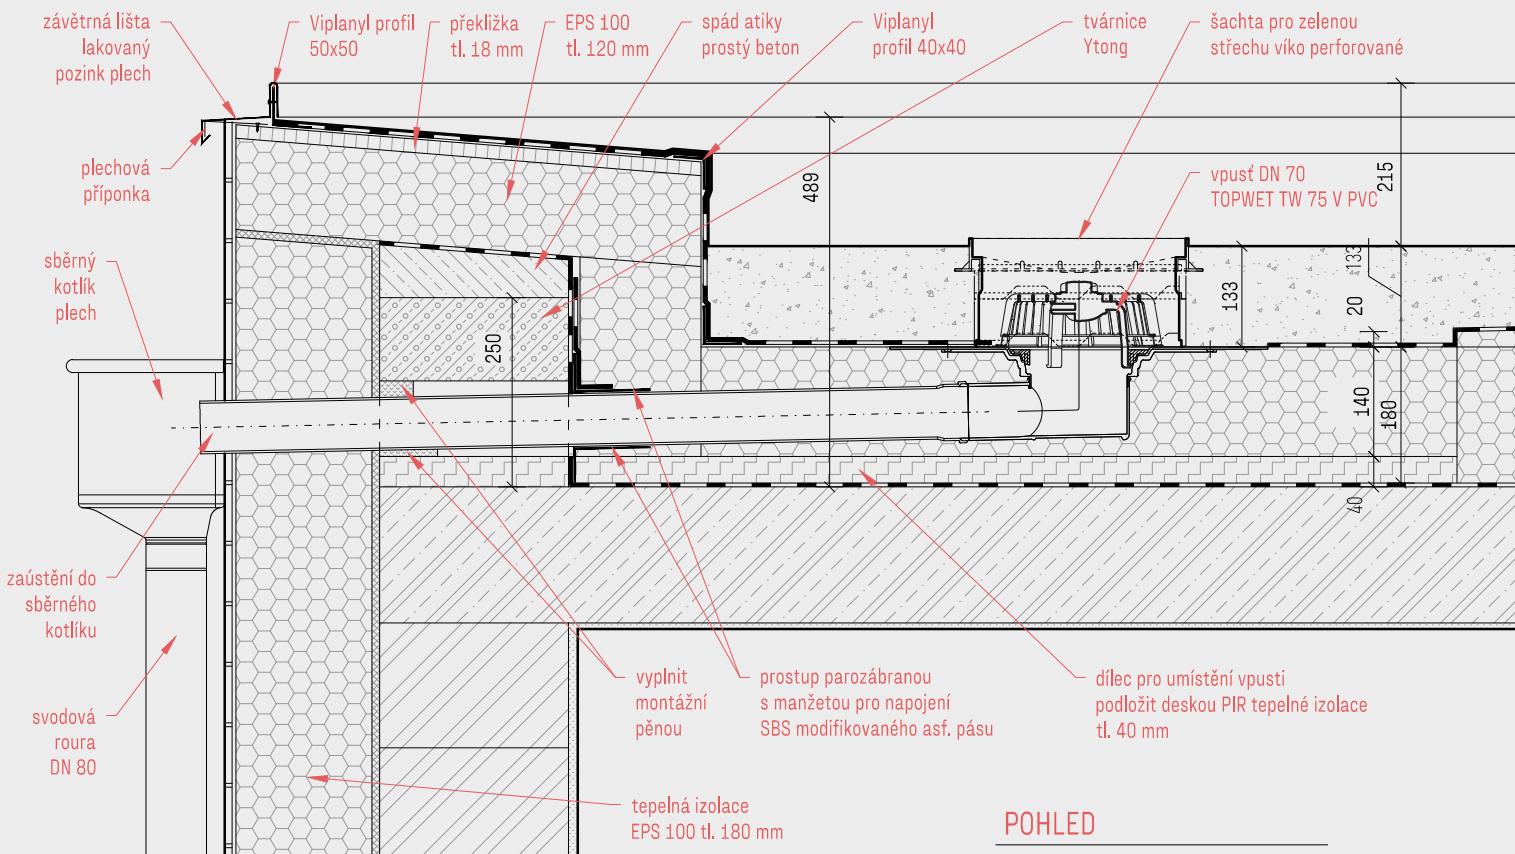 závětrná lišta
lakovaný
pozink plech
Viplanyl profil
50x50
překližka
tl. 18 mm
EPS 100
tl. 120 mm
spád atiky
prostý beton
Viplanyl
profil 40x40
tvárnice
Ytong
šachta pro zelenou
střechu víko perforované
plechová
příponka
489
vpusť DN 70
TOPWET TW 75 V PVC
215
sběrný
kotlík
plech
133
133
20
250
140
180
40
zaústění do
sběrného
kotlíku
svodová
roura
DN 80
vyplnit
montážní
pěnou
prostup parozábranou
s manžetou pro napojení
SBS modifikovaného asf. pásu
dílec pro umístění vpusti
podložit deskou PIR tepelné izolace
tl. 40 mm
tepelná izolace
EPS 100 tl. 180 mm
POHLED